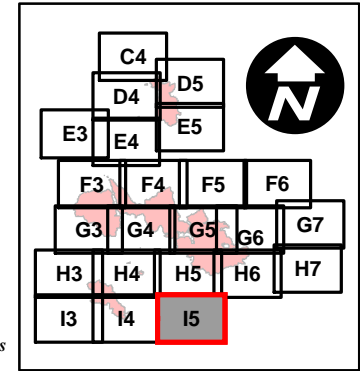 C4
D4 D5
E3 E4 E5
F3 F4 F5 F6
G3 G4 G5 G6 G7
H3 H4 H5 H6 H7
I3 I4 I5
N
s